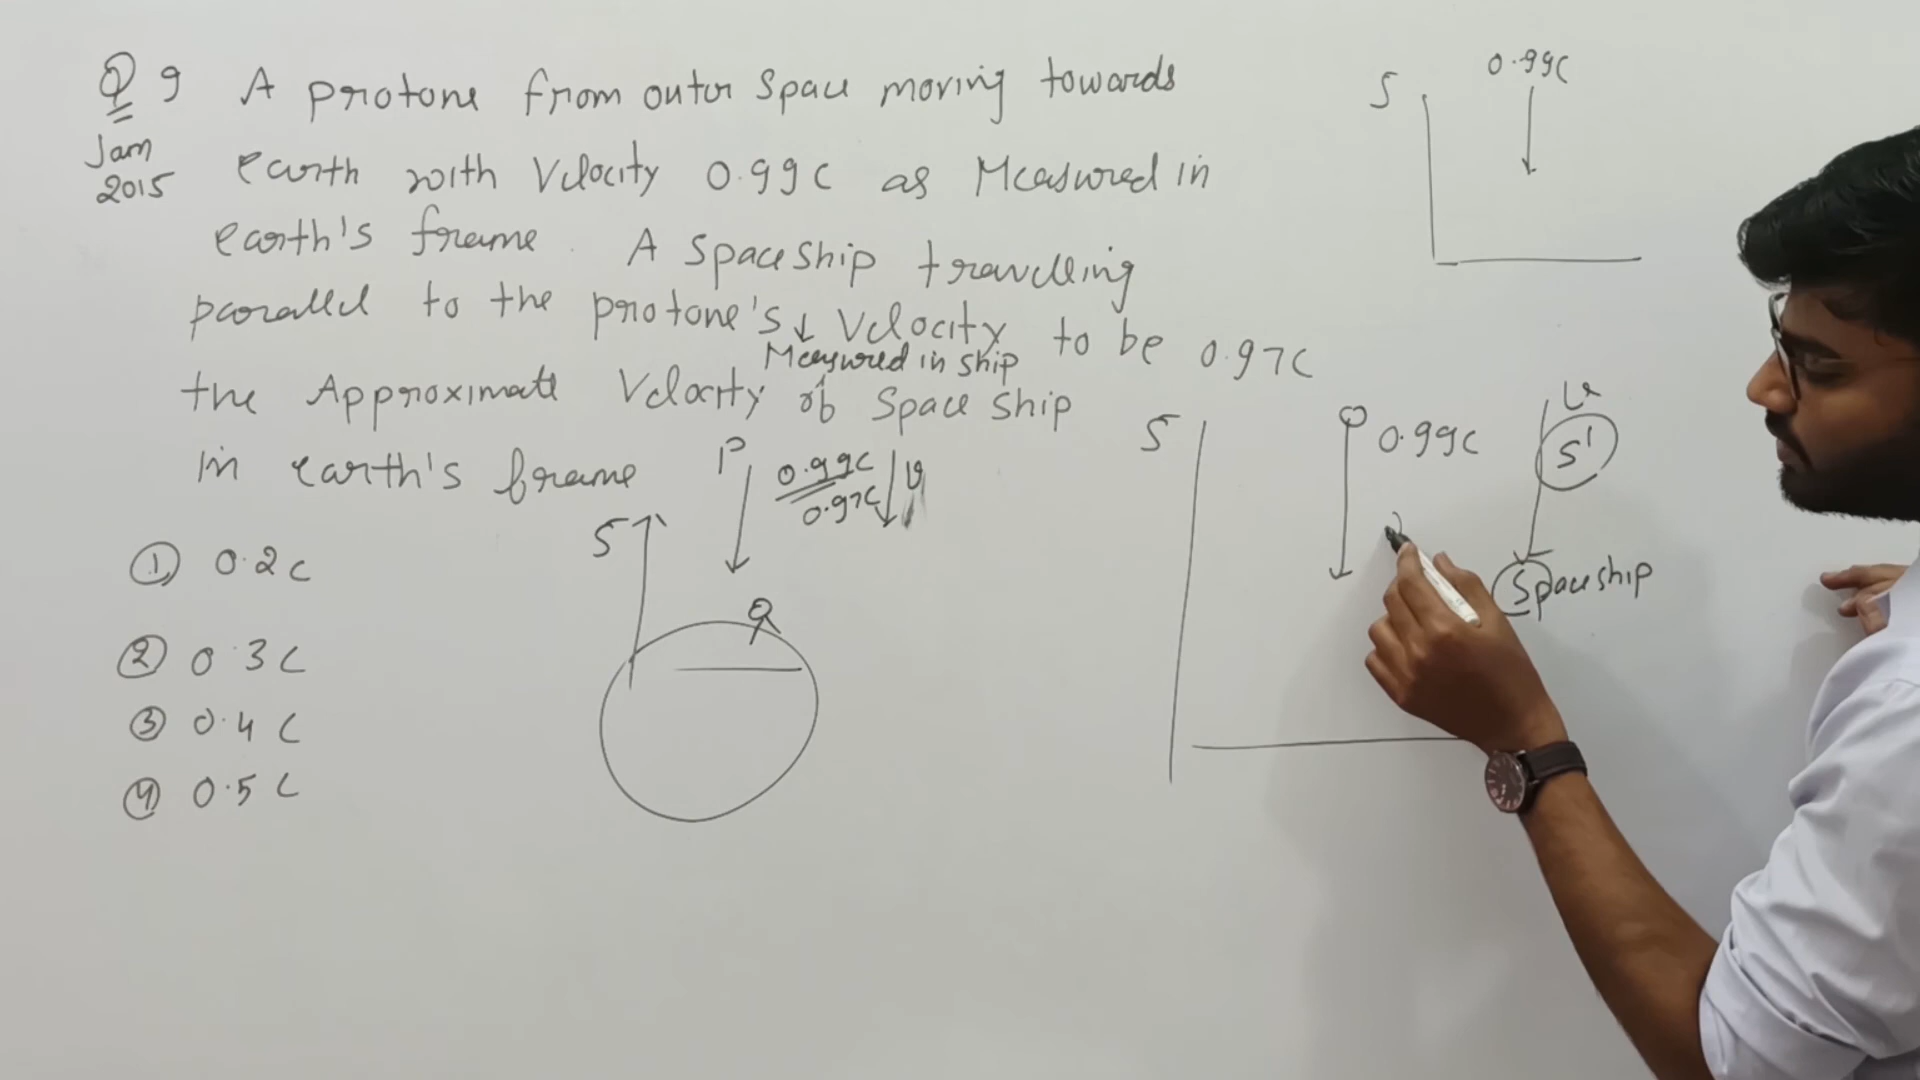 Q 9 A protone from outer space moving towards
Jam
2015
earth with Velocity 0.99c as Measured in
earth's frame. A Spaceship travelling
parallel to the protone's Velocity to be 0.97c
Measured in ship
the Approximate Velocity of Space ship
in earth's frame
① 0.2c
② 0.3c
③ 0.4c
④ 0.5c
P
0.99c
0.97c
v
S
S
0.99c
S
0.99c
S'
Spaceship